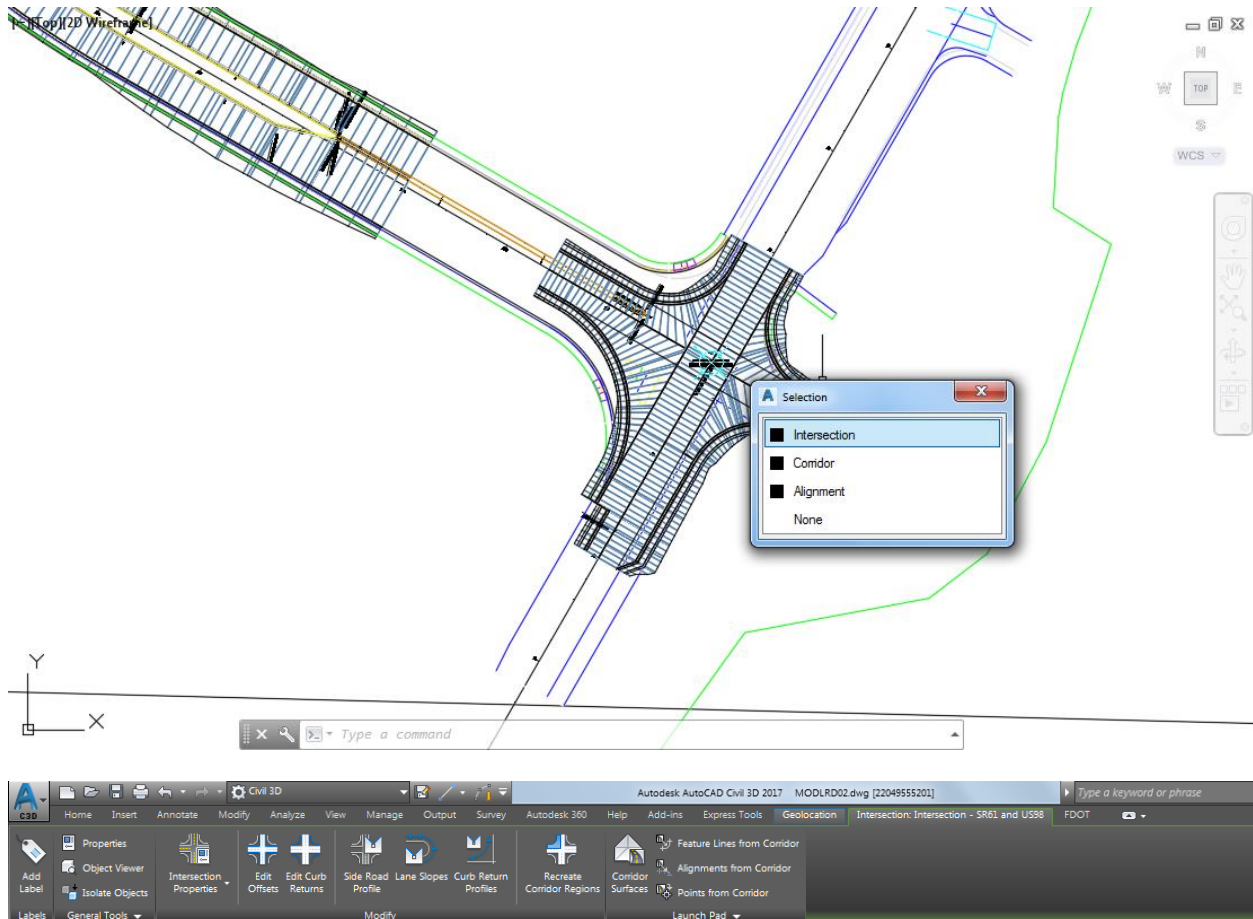 [−][Top][2D Wireframe]
N
W TOP E
S
WCS
Selection
Intersection
Corridor
Alignment
None
Y
X
Type a command
Civil 3D
Autodesk AutoCAD Civil 3D 2017 MODLRD02.dwg [22049555201]
Type a keyword or phrase
C3D Home Insert Annotate Modify Analyze View Manage Output Survey Autodesk 360 Help Add-ins Express Tools Geolocation Intersection: Intersection - SR61 and US98 FDOT
Add Label
Properties
Object Viewer
Isolate Objects
Intersection Properties
Edit Offsets
Edit Curb Returns
Side Road Profile
Lane Slopes
Curb Return Profiles
Recreate Corridor Regions
Corridor Surfaces
Feature Lines from Corridor
Alignments from Corridor
Points from Corridor
Labels General Tools Modify Launch Pad